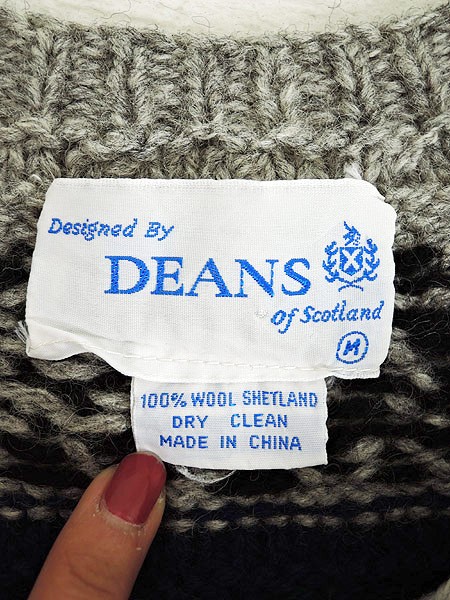 Designed By
DEANS
of Scotland
M
100% WOOL SHETLAND
DRY CLEAN
MADE IN CHINA